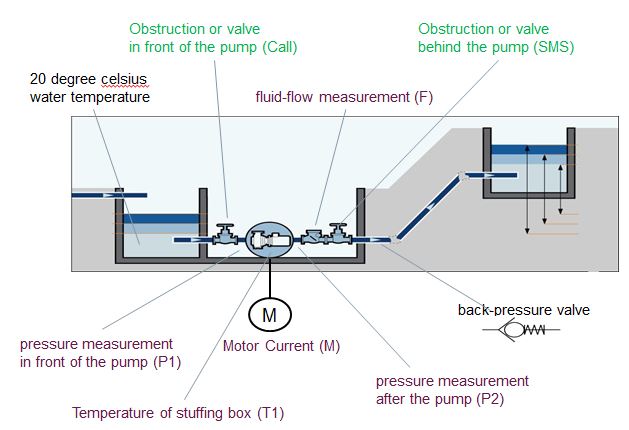 Obstruction or valve
in front of the pump (Call)
Obstruction or valve
behind the pump (SMS)
20 degree celsius
water temperature
fluid-flow measurement (F)
M
back-pressure valve
pressure measurement
in front of the pump (P1)
Motor Current (M)
pressure measurement
after the pump (P2)
Temperature of stuffing box (T1)